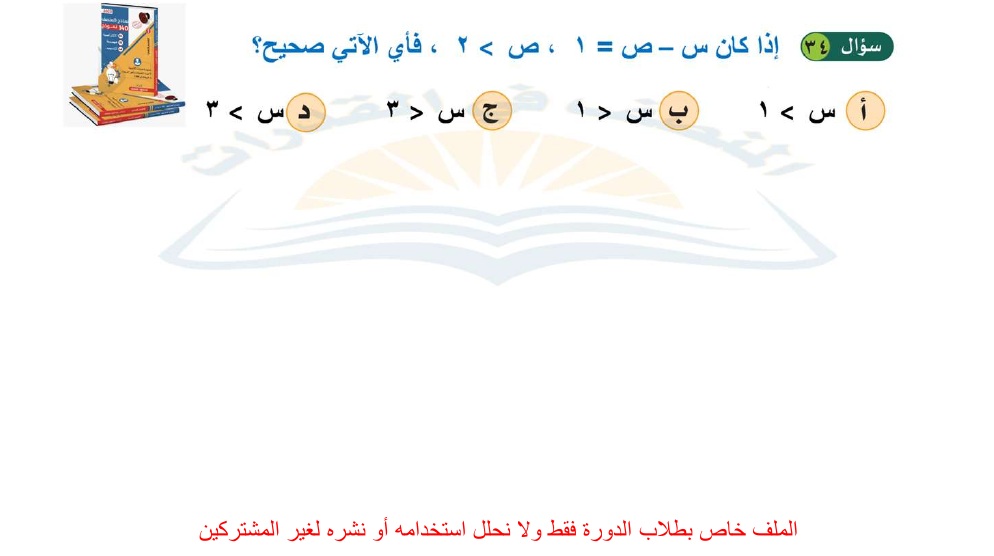 سؤال ٣٤ إذا كان س – ص = ١ ، ص > ٢ ، فأي الآتي صحيح؟
أ س > ١ ب س < ١ ج س < ٣ د س > ٣
الملف خاص بطلاب الدورة فقط ولا نحلل استخدامه أو نشره لغير المشتركين